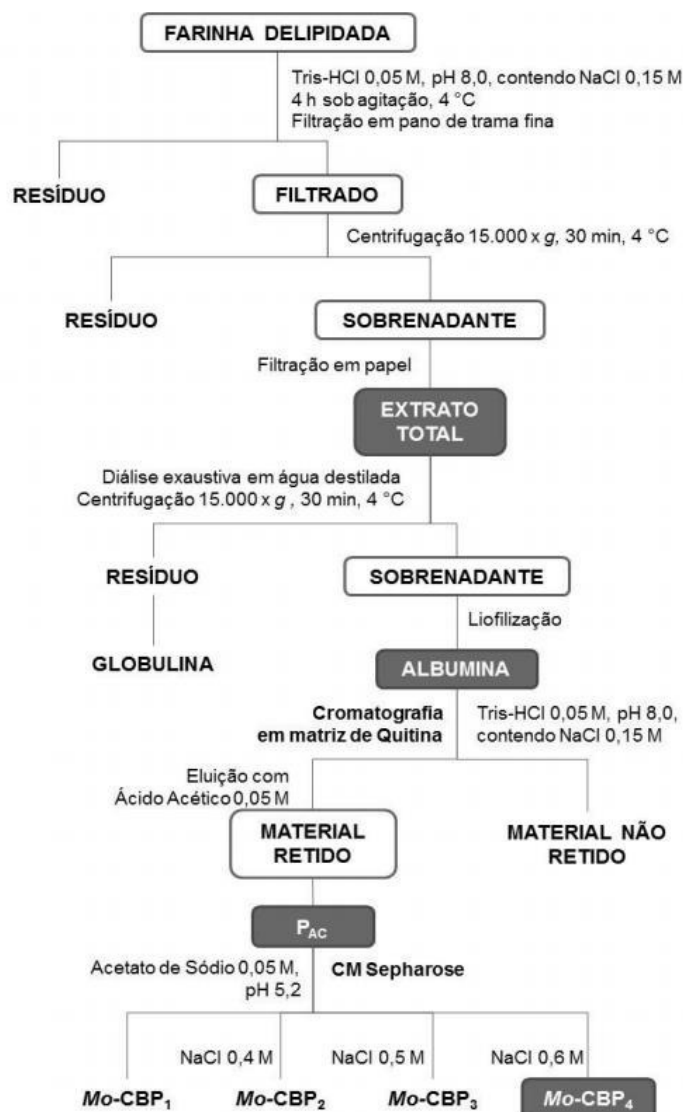 FARINHA DELIPIDADA
Tris-HCl 0,05 M, pH 8,0, contendo NaCl 0,15 M
4 h sob agitação, 4 °C
Filtração em pano de trama fina
RESÍDUO
FILTRADO
Centrifugação 15.000 x g, 30 min, 4 °C
RESÍDUO
SOBRENADANTE
Filtração em papel
EXTRATO
TOTAL
Diálise exaustiva em água destilada
Centrifugação 15.000 x g , 30 min, 4 °C
RESÍDUO
SOBRENADANTE
Liofilização
GLOBULINA
ALBUMINA
Cromatografia
em matriz de Quitina
Tris-HCl 0,05 M, pH 8,0,
contendo NaCl 0,15 M
Eluição com
Ácido Acético 0,05 M
MATERIAL
RETIDO
MATERIAL NÃO
RETIDO
P_AC
Acetato de Sódio 0,05 M,
pH 5,2
CM Sepharose
NaCl 0,4 M
NaCl 0,5 M
NaCl 0,6 M
Mo-CBP₁
Mo-CBP₂
Mo-CBP₃
Mo-CBP₄